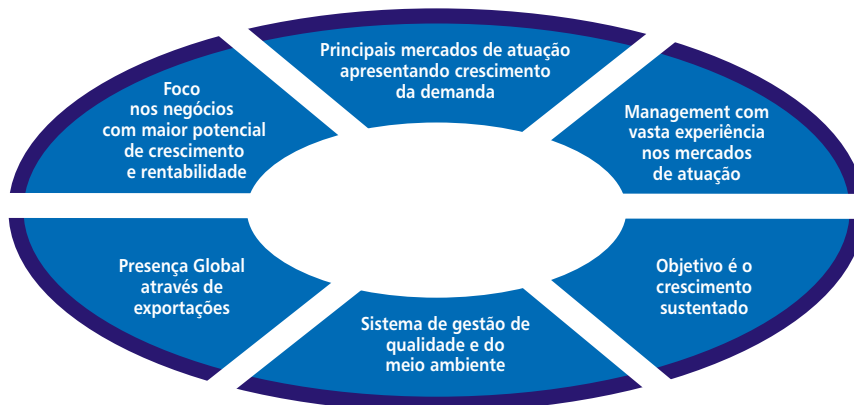 Principais mercados de atuação
apresentando crescimento
da demanda
Management com
vasta experiência
nos mercados
de atuação
Objetivo é o
crescimento
sustentado
Sistema de gestão de
qualidade e do
meio ambiente
Presença Global
através de
exportações
Foco
nos negócios
com maior potencial
de crescimento
e rentabilidade